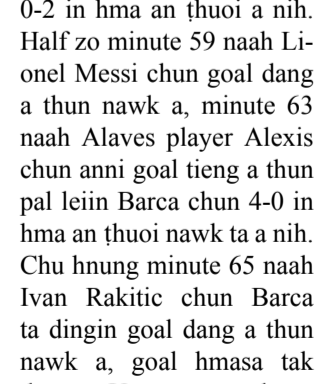 0-2 in hma an ṭhuoi a nih.
Half zo minute 59 naah Li-
onel Messi chun goal dang
a thun nawk a, minute 63
naah Alaves player Alexis
chun anni goal tieng a thun
pal leiin Barca chun 4-0 in
hma an ṭhuoi nawk ta a nih.
Chu hnung minute 65 naah
Ivan Rakitic chun Barca
ta dingin goal dang a thun
nawk a, goal hmasa tak